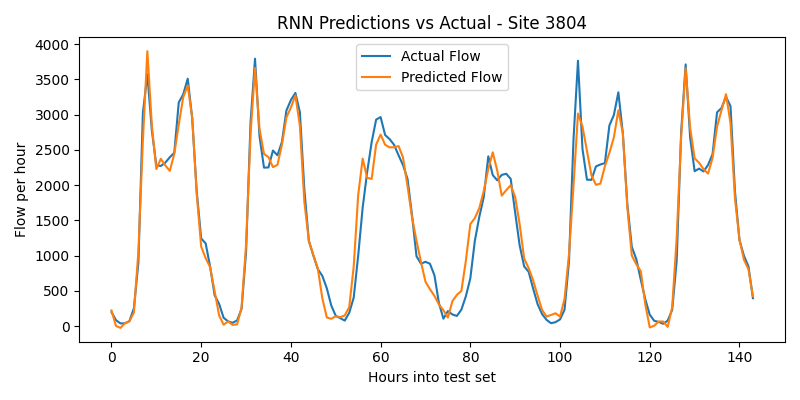 RNN Predictions vs Actual - Site 3804
Actual Flow
Predicted Flow
Flow per hour
4000
3500
3000
2500
2000
1500
1000
500
0
0 20 40 60 80 100 120 140
Hours into test set